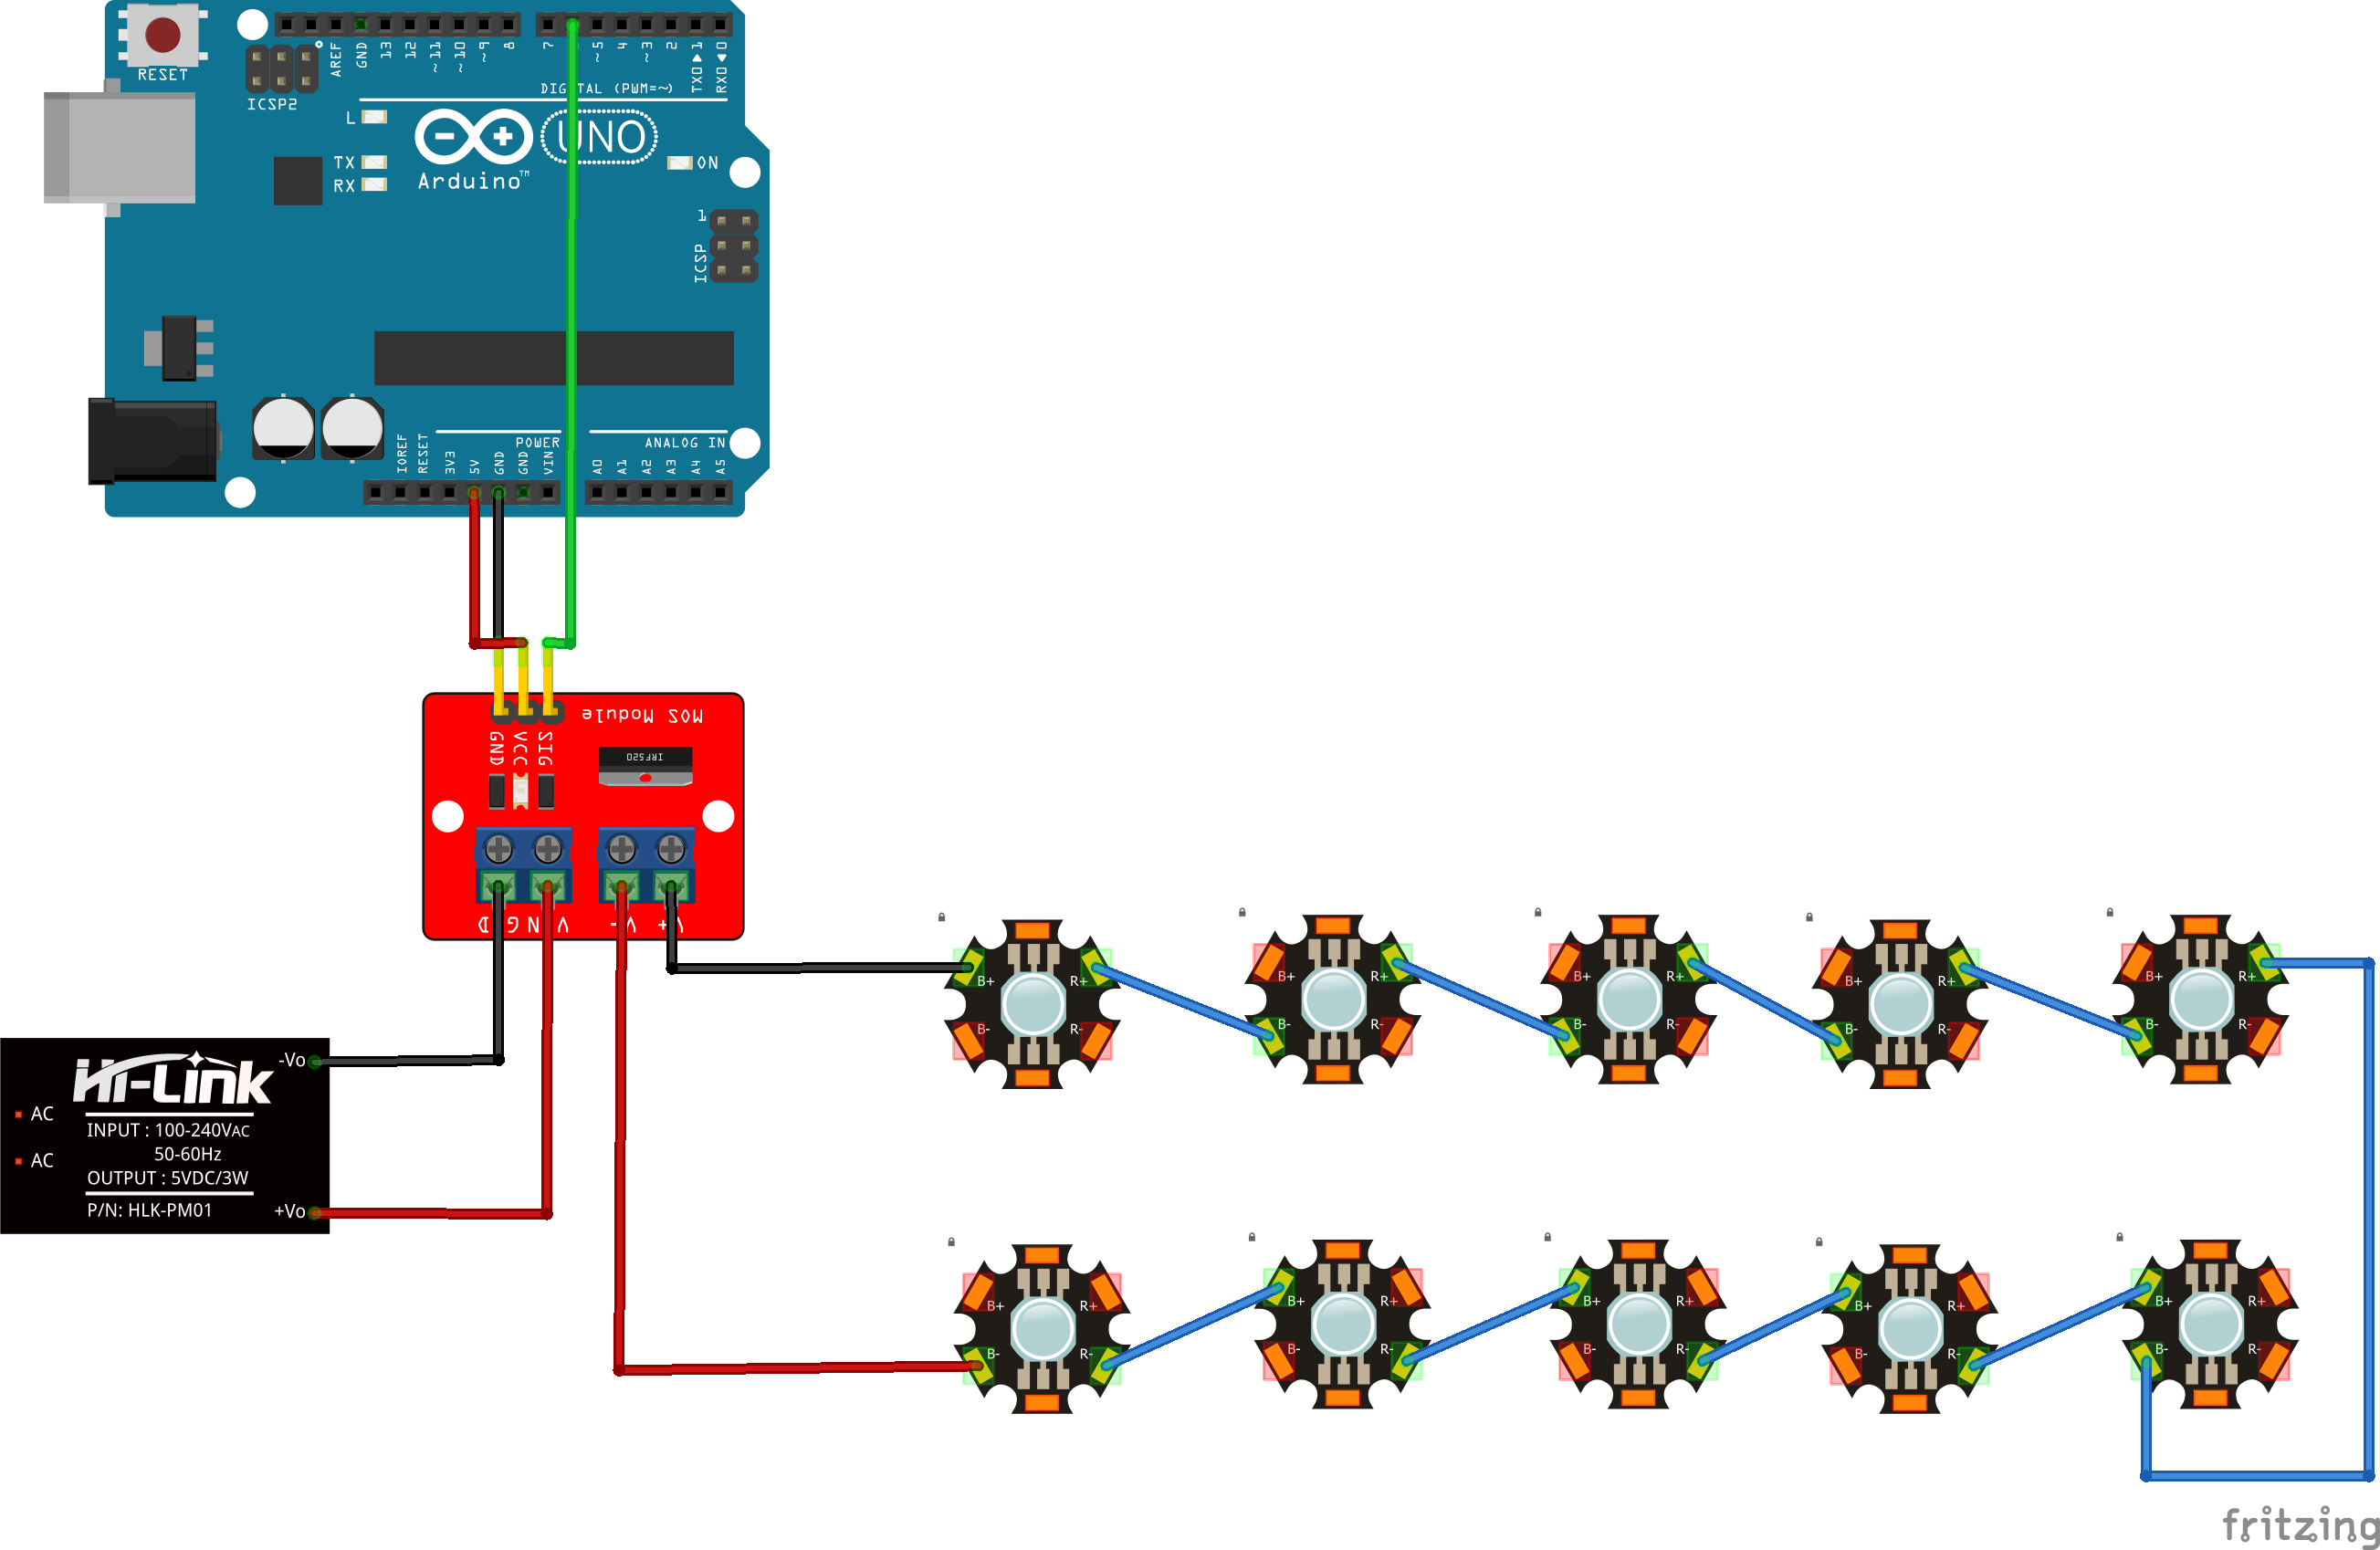 RESET
ICSP2
AREF
GND
13
12
~11
~10
~9
8
7
~5
4
~3
2
TX0▶1
RX0◀0
DIGITAL (PWM=~)
L
TX
RX
Arduino™
UNO
ON
1
ICSP
POWER
ANALOG IN
IOREF
RESET
3V3
5V
GND
GND
VIN
A0
A1
A2
A3
A4
A5
MOS Module
GND
VCC
SIG
IRF520
V+
Hi-Link
-Vo
AC
INPUT : 100-240VAC
50-60Hz
AC
OUTPUT : 5VDC/3W
P/N: HLK-PM01
+Vo
B+ R+
B- R-
B+ R+
B- R-
B+ R+
B- R-
B+ R+
B- R-
B+ R+
B- R-
B+ R+
B- R-
B+ R+
B- R-
B+ R+
B- R-
B+ R+
B- R-
B+ R+
B- R-
fritzing